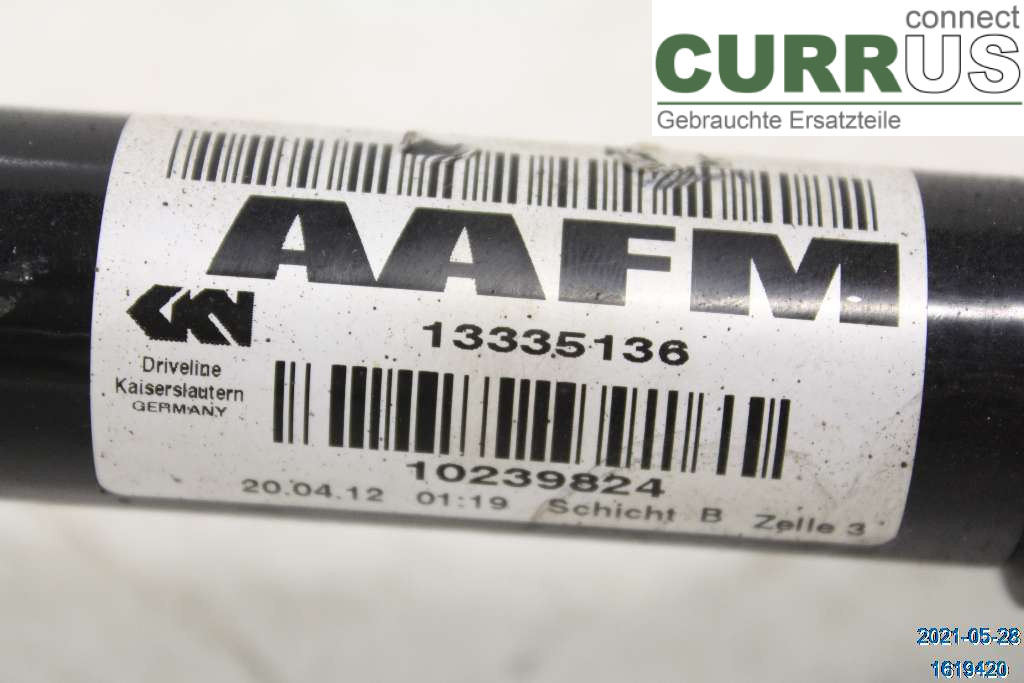 connect
CURRUS
Gebrauchte Ersatzteile
AAFM
GKN
13335136
Driveline
Kaiserslautern
GERMANY
10239824
20.04.12 01:19 Schicht B Zelle 3
2021-05-28
1619420